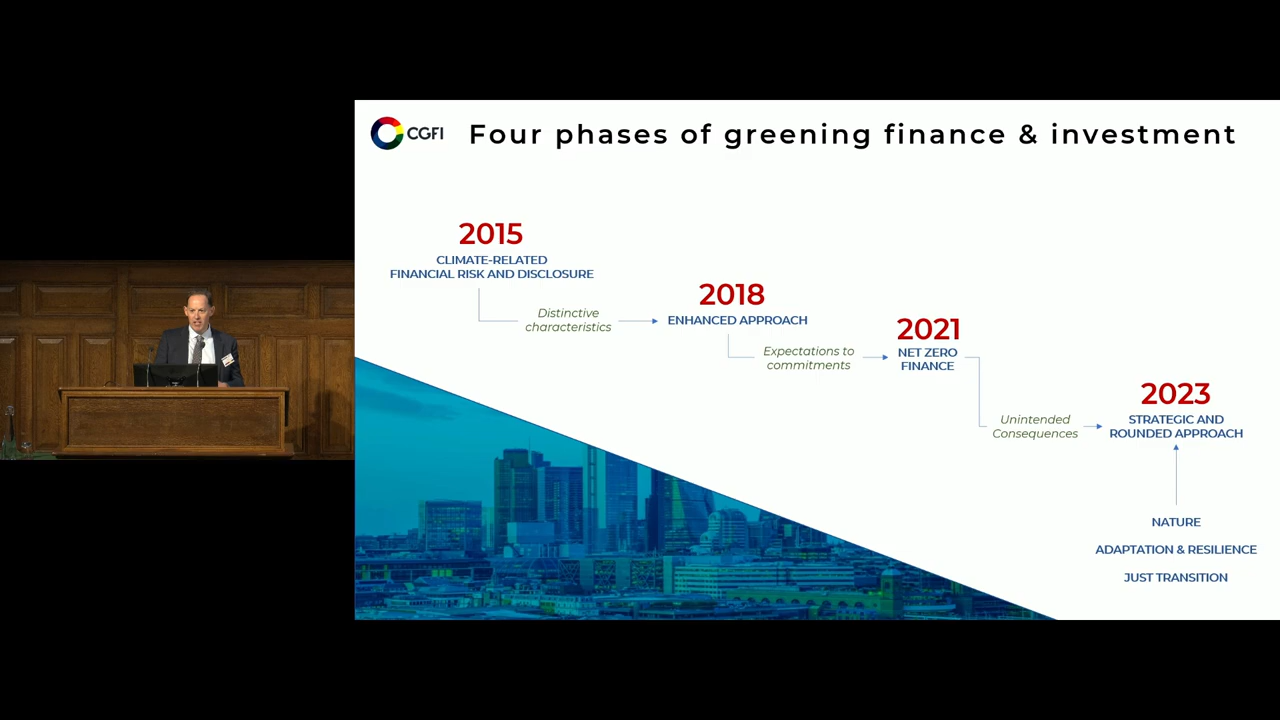 CGFI
Four phases of greening finance & investment
2015
CLIMATE-RELATED
FINANCIAL RISK AND DISCLOSURE
Distinctive
characteristics
2018
ENHANCED APPROACH
Expectations to
commitments
2021
NET ZERO
FINANCE
Unintended
Consequences
2023
STRATEGIC AND
ROUNDED APPROACH
NATURE
ADAPTATION & RESILIENCE
JUST TRANSITION